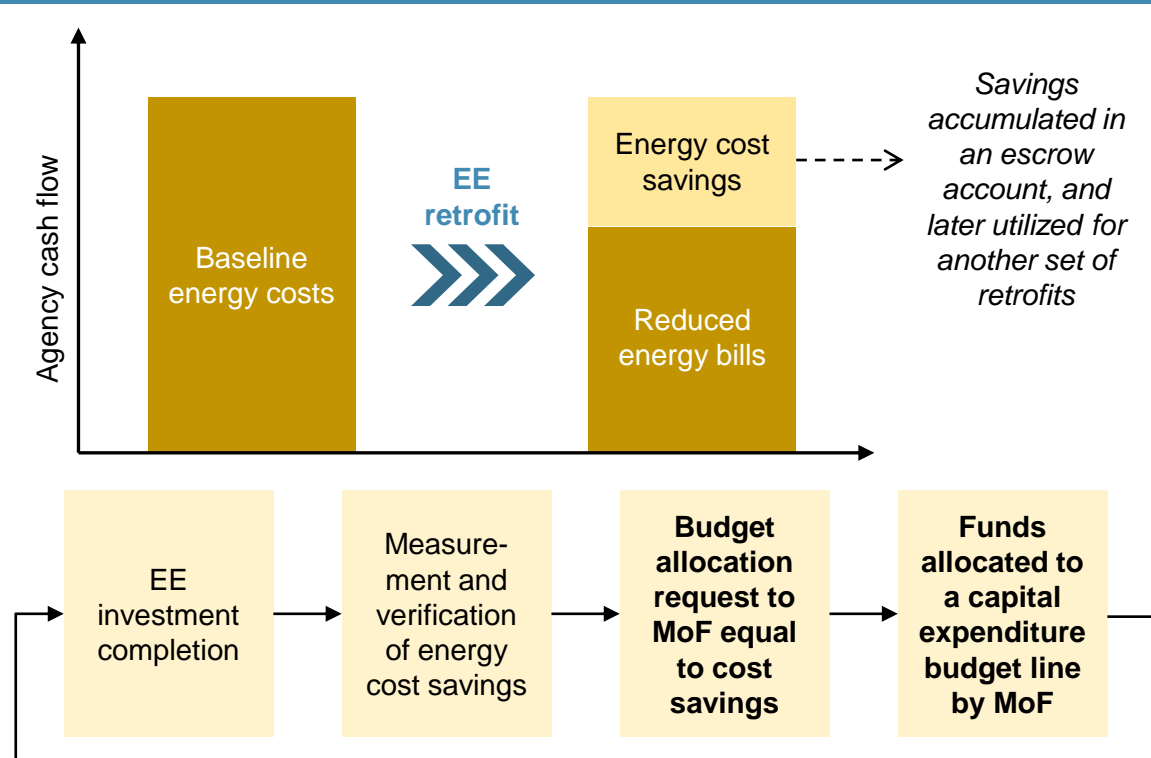 Agency cash flow
Baseline
energy costs
EE
retrofit
Energy cost
savings
Reduced
energy bills
Savings
accumulated in
an escrow
account, and
later utilized for
another set of
retrofits
EE
investment
completion
Measure-
ment and
verification
of energy
cost savings
Budget
allocation
request to
MoF equal
to cost
savings
Funds
allocated to
a capital
expenditure
budget line
by MoF